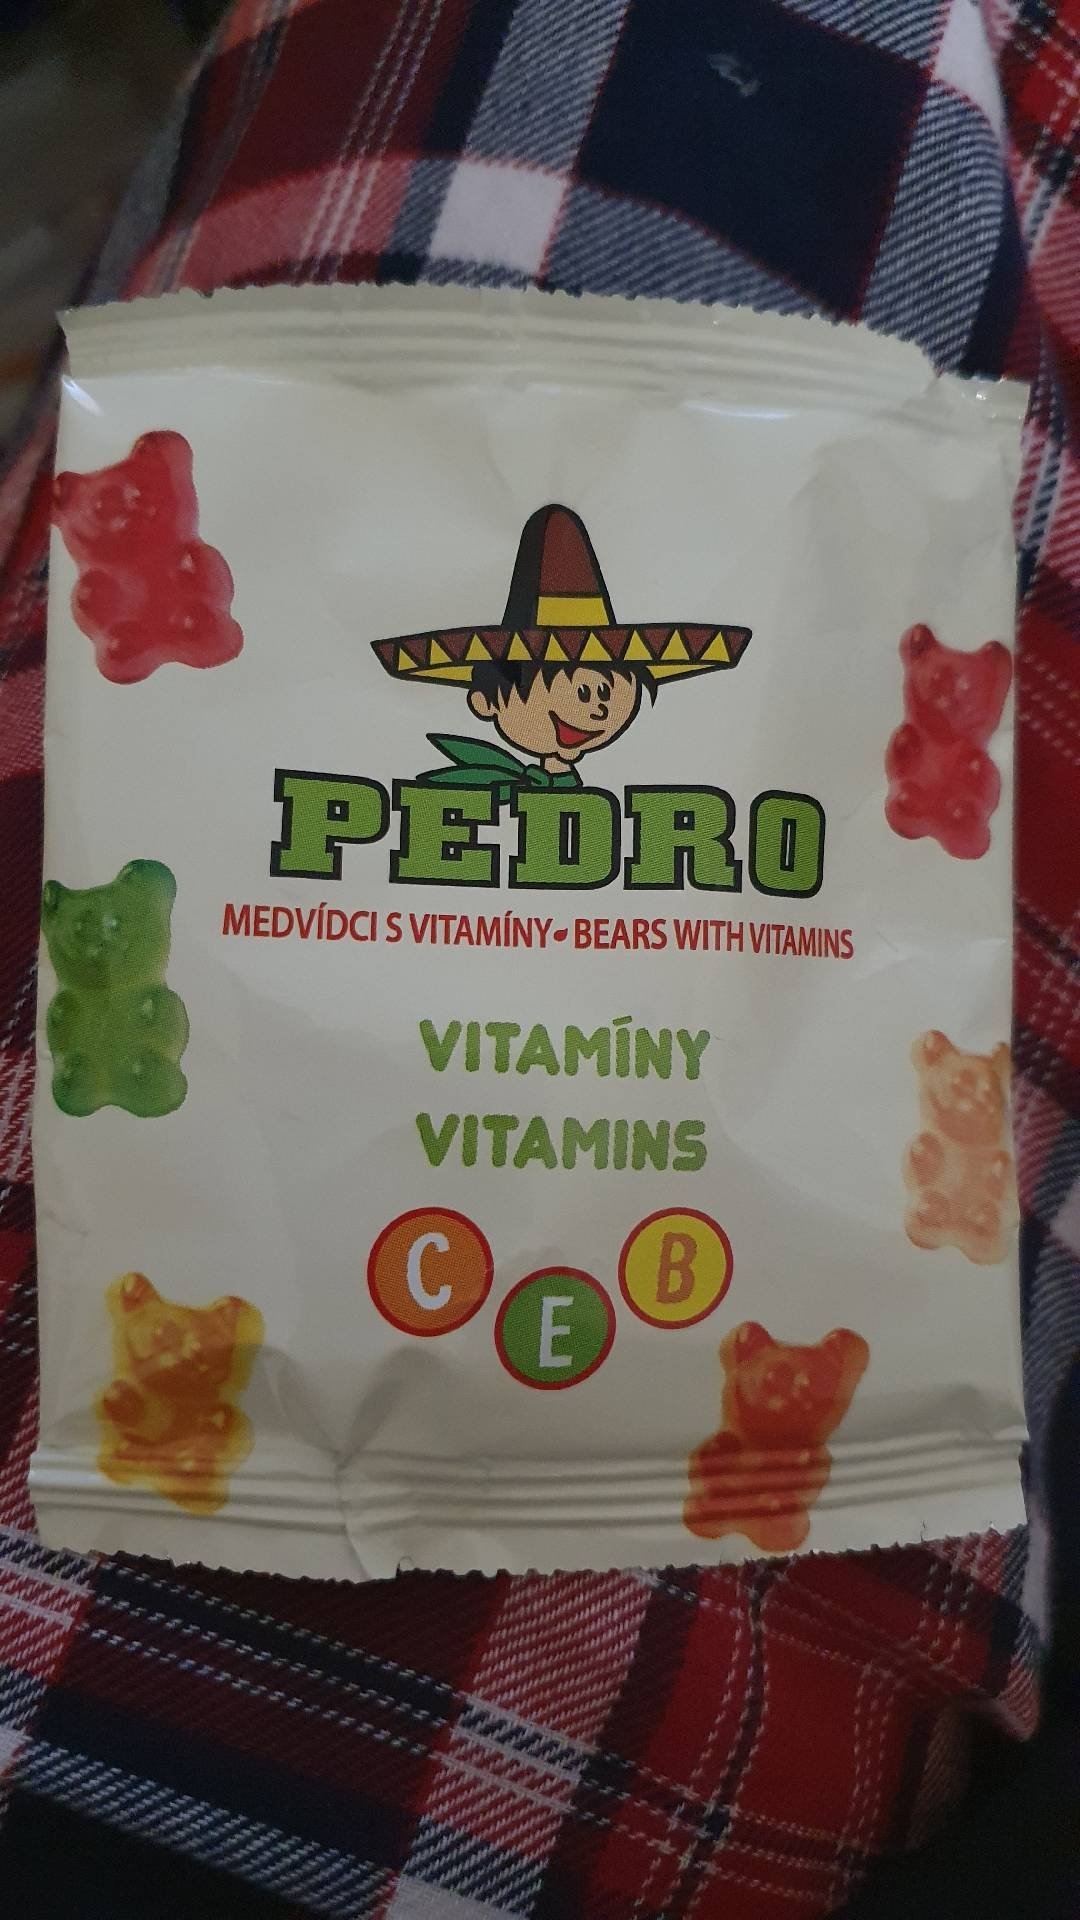 PEDRO
MEDVÍDCI S VITAMÍNY • BEARS WITH VITAMINS
VITAMÍNY
VITAMINS
C E B